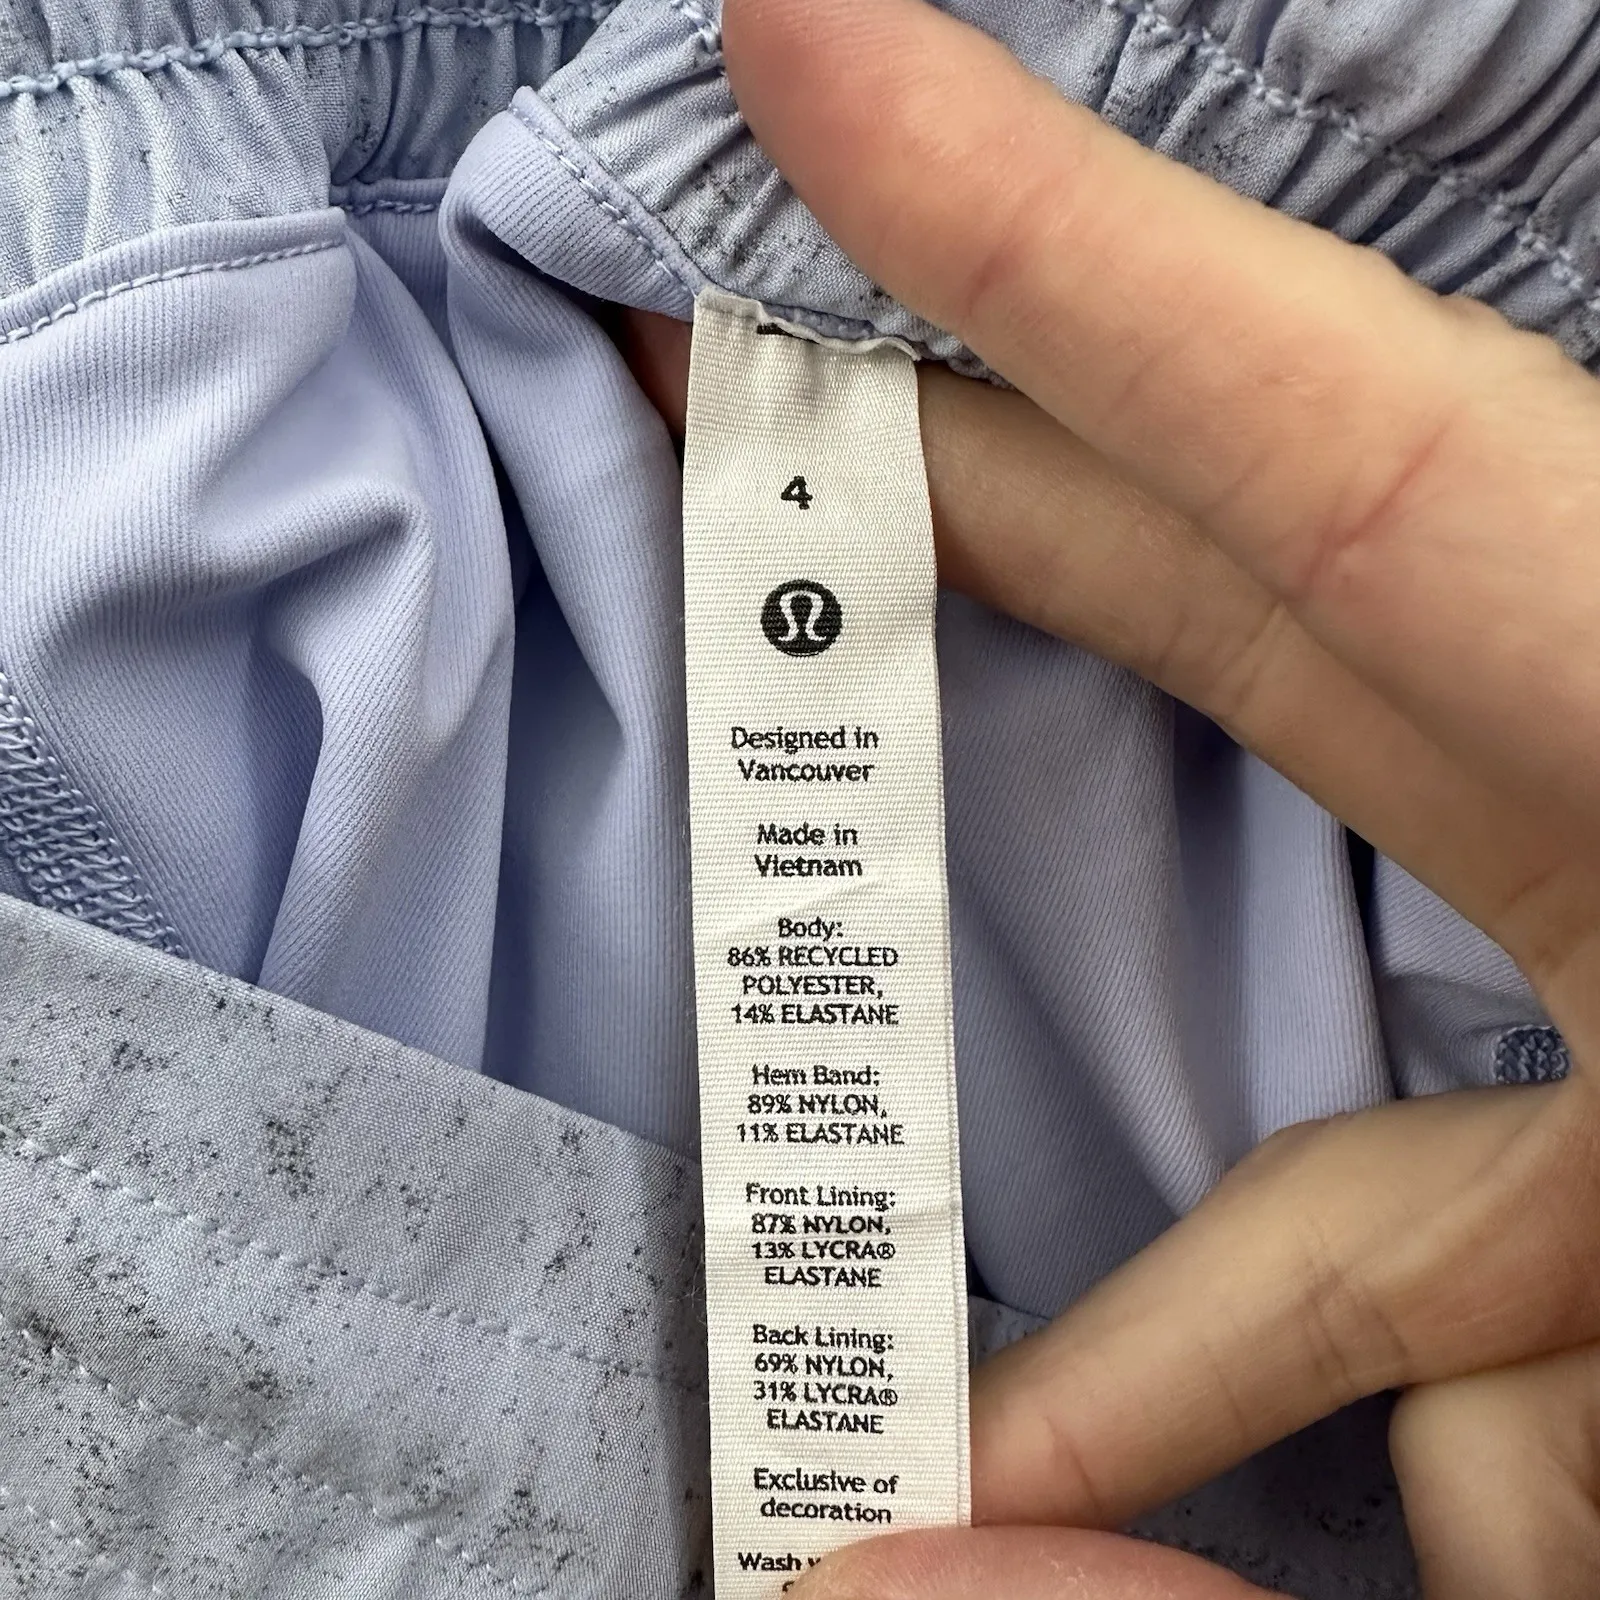 4
Designed in
Vancouver
Made in
Vietnam
Body:
86% RECYCLED
POLYESTER,
14% ELASTANE
Hem Band:
89% NYLON,
11% ELASTANE
Front Lining:
87% NYLON,
13% LYCRA®
ELASTANE
Back Lining:
69% NYLON,
31% LYCRA®
ELASTANE
Exclusive of
decoration
Wash